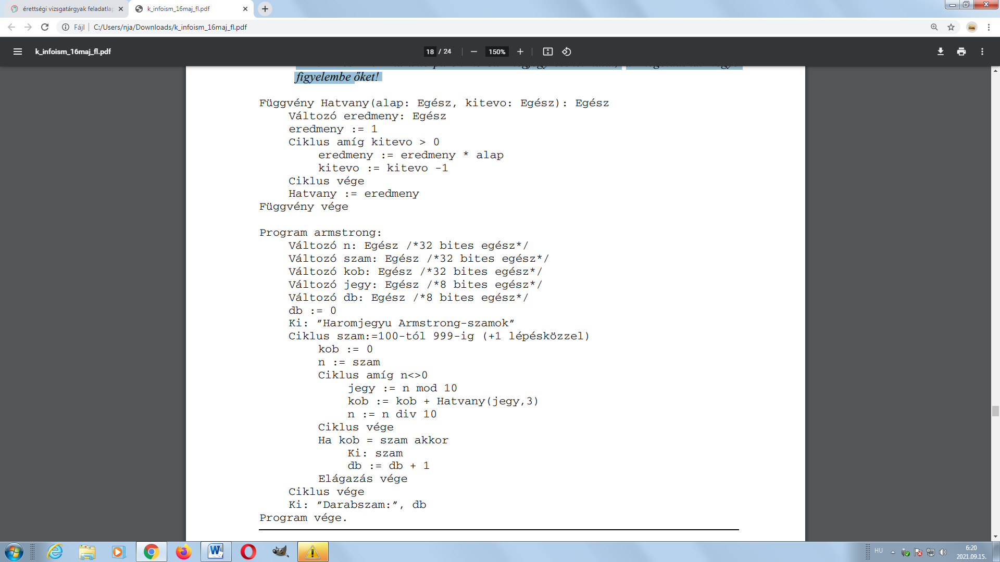 érettségi vizsgatárgyak feladatlap
k_infoism_16maj_fl.pdf
Fájl
C:/Users/nja/Downloads/k_infoism_16maj_fl.pdf
k_infoism_16maj_fl.pdf
18 / 24
150%
figyelembe őket!
Függvény Hatvany(alap: Egész, kitevo: Egész): Egész
Változó eredmeny: Egész
eredmeny := 1
Ciklus amíg kitevo > 0
eredmeny := eredmeny * alap
kitevo := kitevo -1
Ciklus vége
Hatvany := eredmeny
Függvény vége
Program armstrong:
Változó n: Egész /*32 bites egész*/
Változó szam: Egész /*32 bites egész*/
Változó kob: Egész /*32 bites egész*/
Változó jegy: Egész /*8 bites egész*/
Változó db: Egész /*8 bites egész*/
db := 0
Ki: ”Haromjegyu Armstrong-szamok”
Ciklus szam:=100-tól 999-ig (+1 lépésközzel)
kob := 0
n := szam
Ciklus amíg n<>0
jegy := n mod 10
kob := kob + Hatvany(jegy,3)
n := n div 10
Ciklus vége
Ha kob = szam akkor
Ki: szam
db := db + 1
Elágazás vége
Ciklus vége
Ki: ”Darabszam:”, db
Program vége.
HU
6:20
2021.09.15.